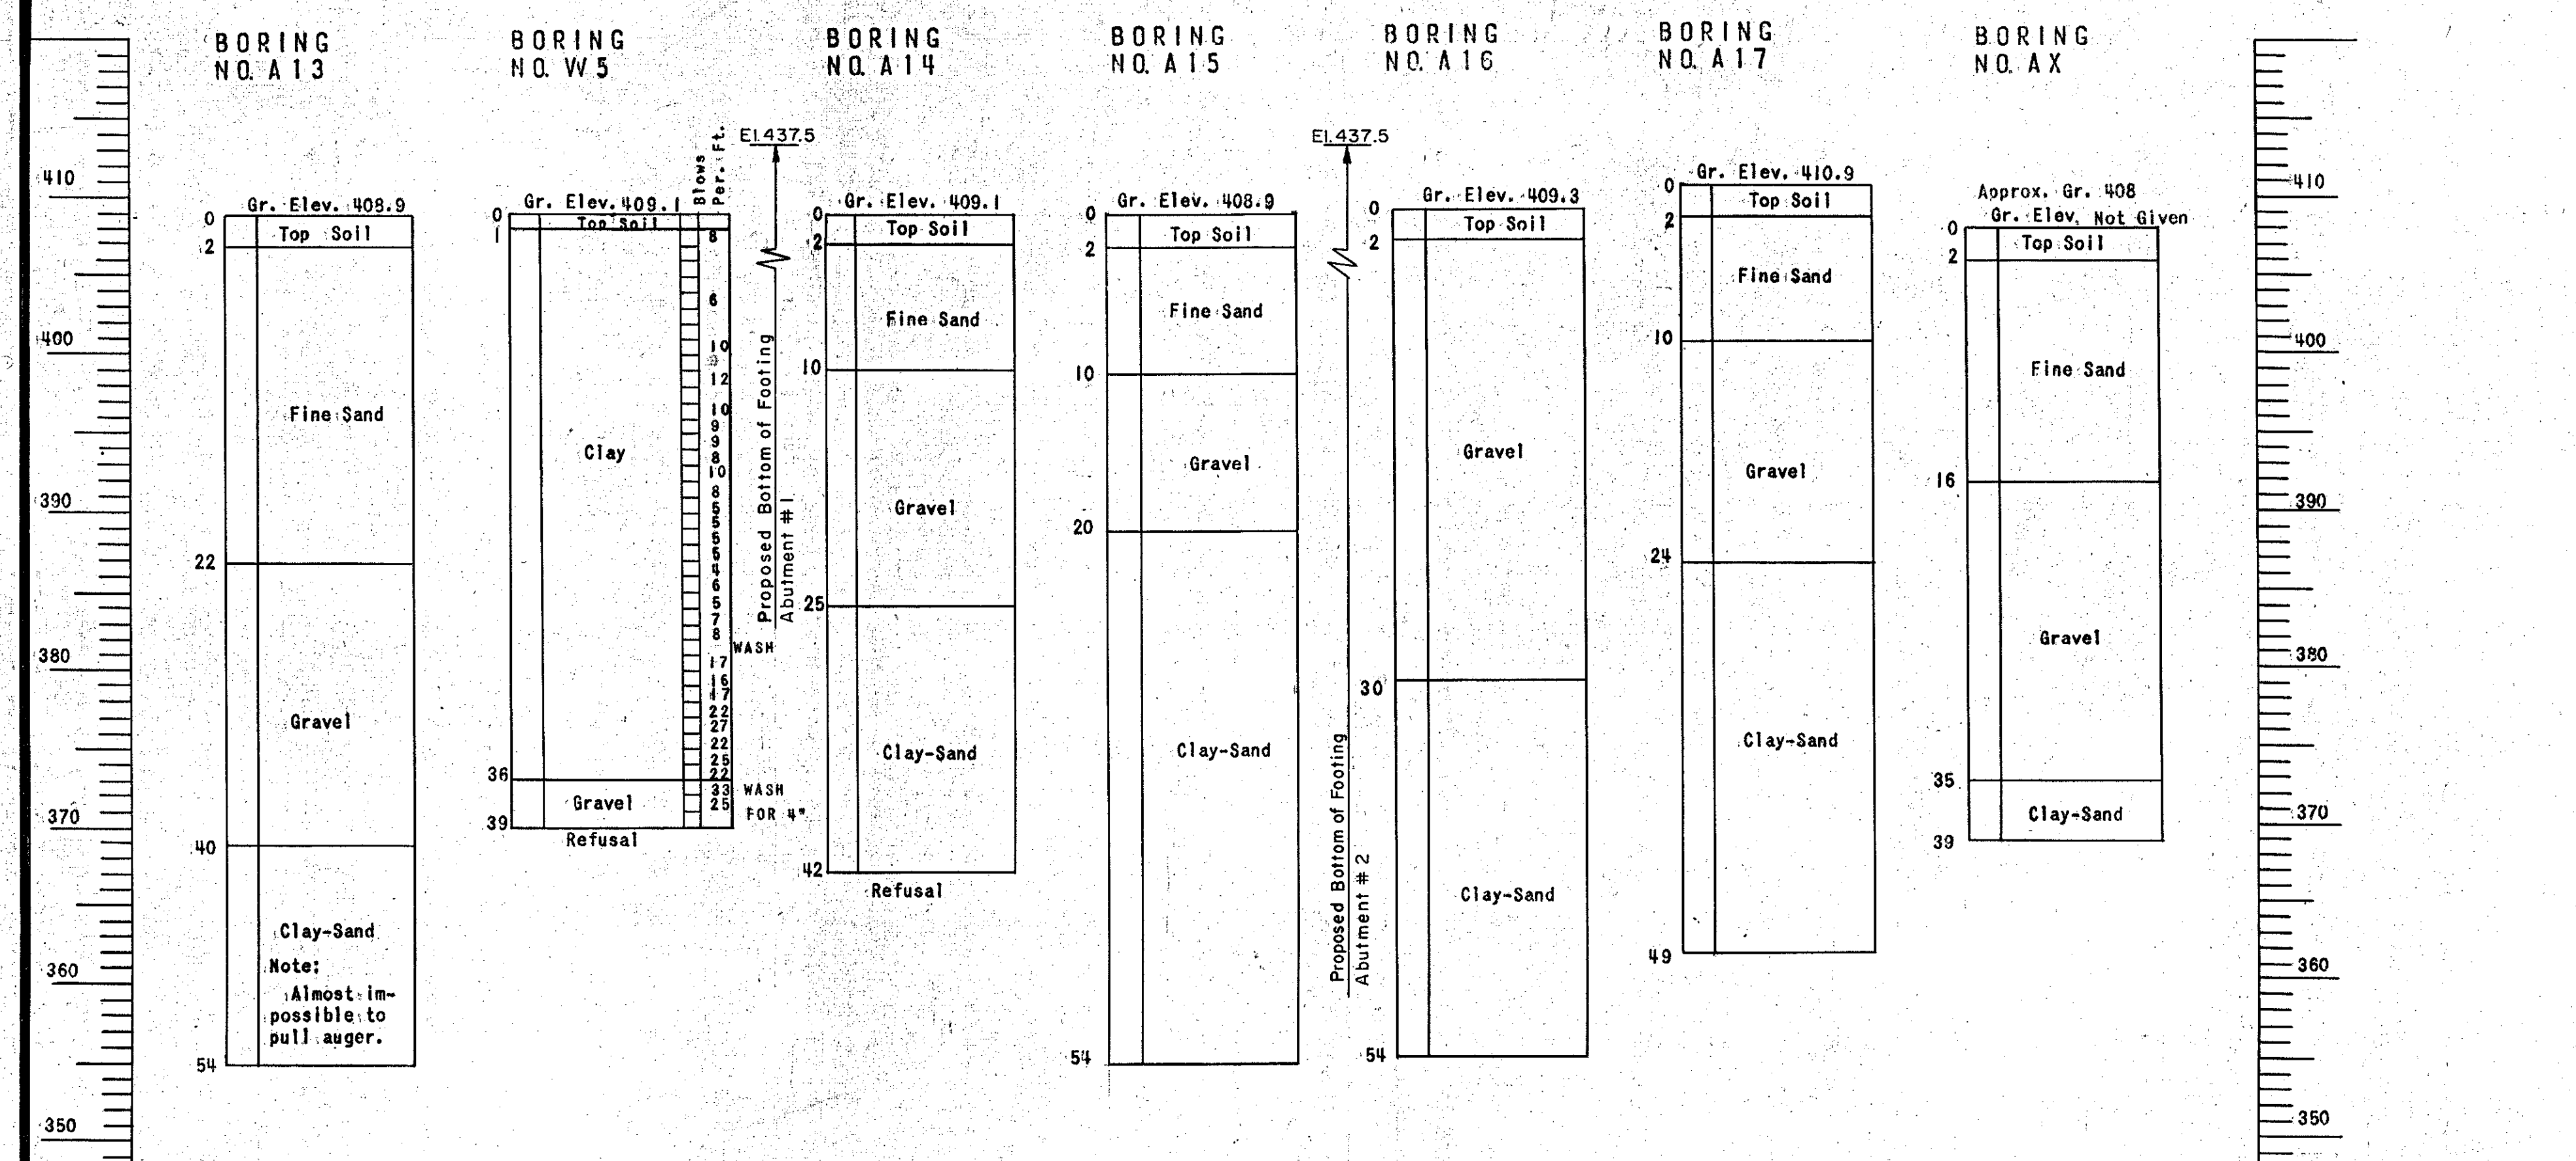 BORING
NO. A13
BORING
NO. W5
BORING
NO. A14
BORING
NO. A15
BORING
NO. A16
BORING
NO. A17
BORING
NO. AX
410
400
390
380
370
360
350
Gr. Elev. 408.9
0
Top Soil
2
Fine Sand
22
Gravel
40
Clay-Sand
Note:
Almost im-
possible to
pull auger.
54
Gr. Elev. 409.1
Blows
Per. Ft.
0
Top Soil
1
Clay
36
Gravel
39
Refusal
8
6
10
12
10
9
9
8
10
8
5
5
5
5
4
6
5
7
8
WASH
17
16
17
22
27
22
25
22
33
WASH
25
FOR 4"
El. 437.5
Proposed Bottom of Footing
Abutment #1
Gr. Elev. 409.1
0
Top Soil
2
Fine Sand
10
Gravel
25
Clay-Sand
42
Refusal
Gr. Elev. 408.9
0
Top Soil
2
Fine Sand
10
Gravel
20
Clay-Sand
54
El. 437.5
Proposed Bottom of Footing
Abutment #2
Gr. Elev. 409.3
0
Top Soil
2
Gravel
30
Clay-Sand
54
Gr. Elev. 410.9
0
Top Soil
2
Fine Sand
10
Gravel
24
Clay-Sand
49
Approx. Gr. 408
Gr. Elev. Not Given
0
Top Soil
2
Fine Sand
16
Gravel
35
Clay-Sand
39
410
400
390
380
370
360
350